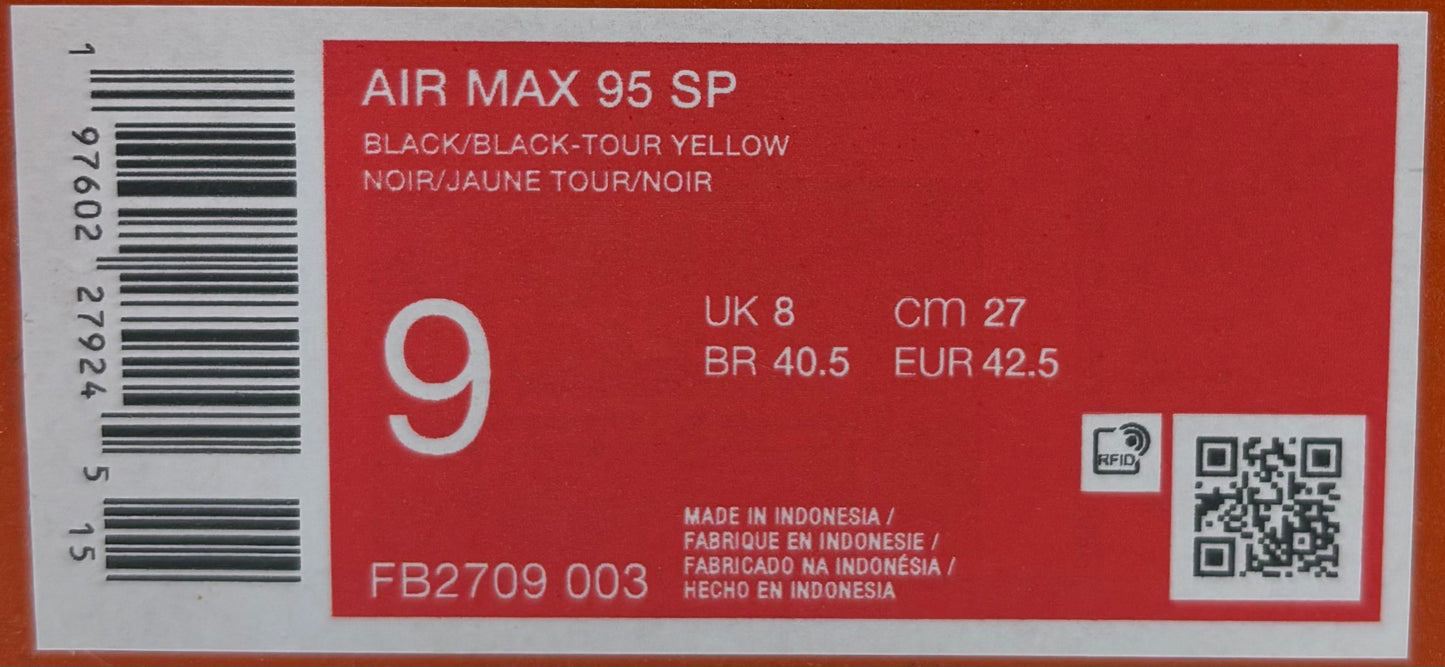 1 97602 27924 5 15
AIR MAX 95 SP
BLACK/BLACK-TOUR YELLOW
NOIR/JAUNE TOUR/NOIR
9
UK 8 cm 27
BR 40.5 EUR 42.5
RFID
FB2709 003
MADE IN INDONESIA /
FABRIQUE EN INDONESIE /
FABRICADO NA INDONÉSIA /
HECHO EN INDONESIA